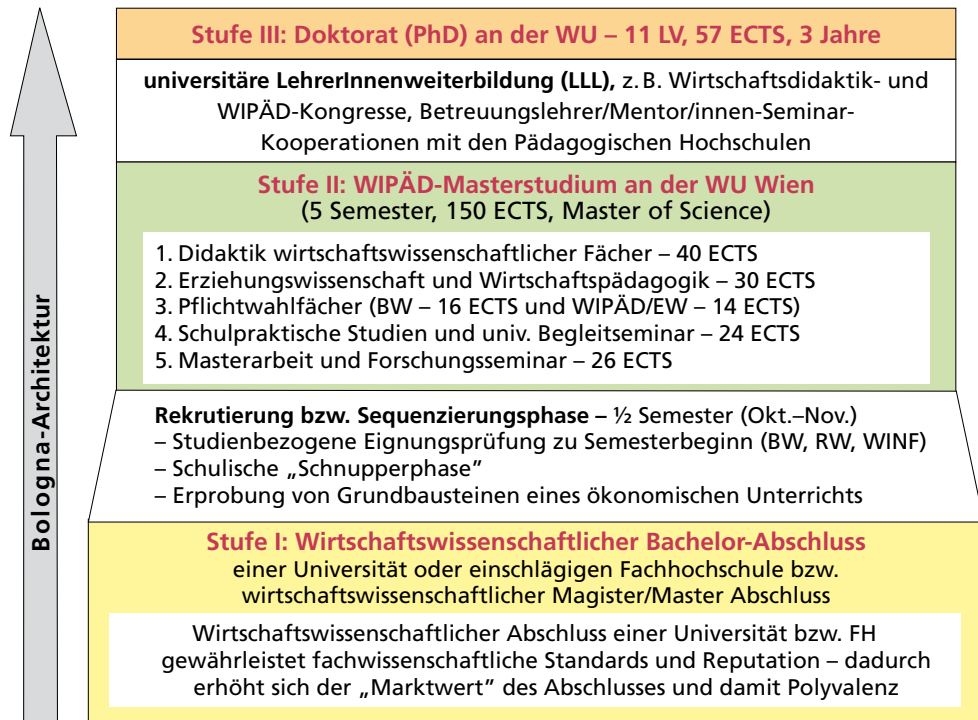 Stufe III: Doktorat (PhD) an der WU – 11 LV, 57 ECTS, 3 Jahre
universitäre LehrerInnenweiterbildung (LLL), z.B. Wirtschaftsdidaktik- und
WIPÄD-Kongresse, Betreuungslehrer/Mentor/innen-Seminar-
Kooperationen mit den Pädagogischen Hochschulen
Stufe II: WIPÄD-Masterstudium an der WU Wien
(5 Semester, 150 ECTS, Master of Science)
1. Didaktik wirtschaftswissenschaftlicher Fächer – 40 ECTS
2. Erziehungswissenschaft und Wirtschaftspädagogik – 30 ECTS
3. Pflichtwahlfächer (BW – 16 ECTS und WIPÄD/EW – 14 ECTS)
4. Schulpraktische Studien und univ. Begleitseminar – 24 ECTS
5. Masterarbeit und Forschungsseminar – 26 ECTS
Rekrutierung bzw. Sequenzierungsphase – ½ Semester (Okt.–Nov.)
– Studienbezogene Eignungsprüfung zu Semesterbeginn (BW, RW, WINF)
– Schulische „Schnupperphase”
– Erprobung von Grundbausteinen eines ökonomischen Unterrichts
Stufe I: Wirtschaftswissenschaftlicher Bachelor-Abschluss
einer Universität oder einschlägigen Fachhochschule bzw.
wirtschaftswissenschaftlicher Magister/Master Abschluss
Wirtschaftswissenschaftlicher Abschluss einer Universität bzw. FH
gewährleistet fachwissenschaftliche Standards und Reputation – dadurch
erhöht sich der „Marktwert” des Abschlusses und damit Polyvalenz
Bologna-Architektur